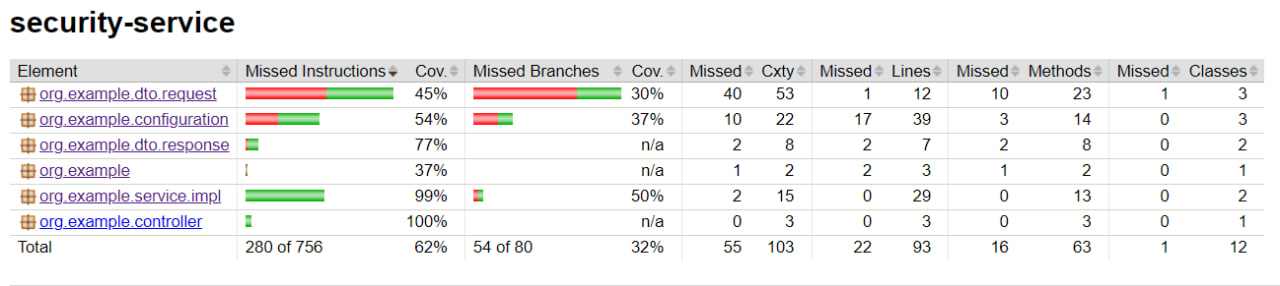 security-service
Element Missed Instructions Cov. Missed Branches Cov. Missed Cxty Missed Lines Missed Methods Missed Classes
org.example.dto.request 45% 30% 40 53 1 12 10 23 1 3
org.example.configuration 54% 37% 10 22 17 39 3 14 0 3
org.example.dto.response 77% n/a 2 8 2 7 2 8 0 2
org.example 37% n/a 1 2 2 3 1 2 0 1
org.example.service.impl 99% 50% 2 15 0 29 0 13 0 2
org.example.controller 100% n/a 0 3 0 3 0 3 0 1
Total 280 of 756 62% 54 of 80 32% 55 103 22 93 16 63 1 12